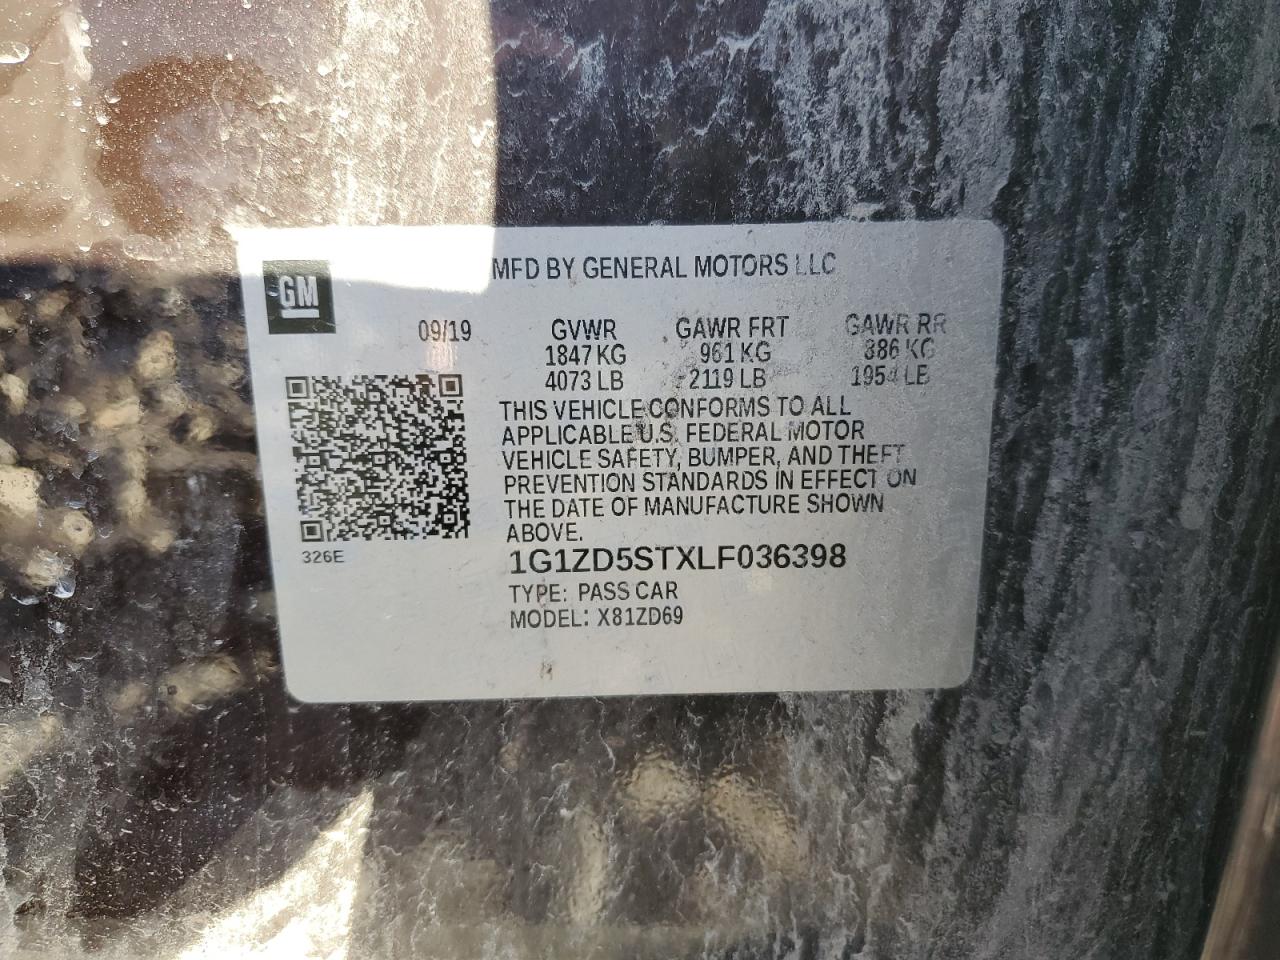 MFD BY GENERAL MOTORS LLC
GM
09/19 GVWR GAWR FRT GAWR RR
1847 KG 961 KG 886 KG
4073 LB 2119 LB 1954 LB
THIS VEHICLE CONFORMS TO ALL
APPLICABLE U.S. FEDERAL MOTOR
VEHICLE SAFETY, BUMPER, AND THEFT
PREVENTION STANDARDS IN EFFECT ON
THE DATE OF MANUFACTURE SHOWN
ABOVE.
326E
1G1ZD5STXLF036398
TYPE: PASS CAR
MODEL: X81ZD69